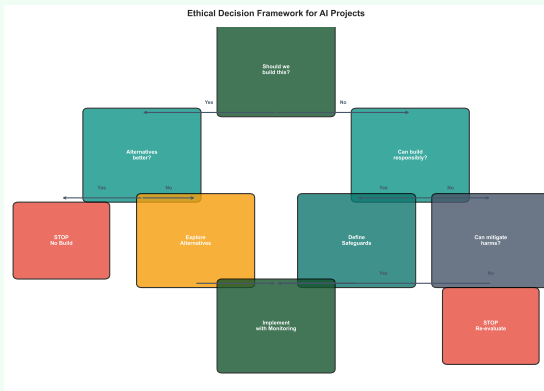 Ethical Decision Framework for AI Projects
Should we
build this?
Yes
No
Alternatives
better?
Can build
responsibly?
Yes
No
Yes
No
STOP
No Build
Explore
Alternatives
Define
Safeguards
Can mitigate
harms?
Yes
No
Implement
with Monitoring
STOP
Re-evaluate